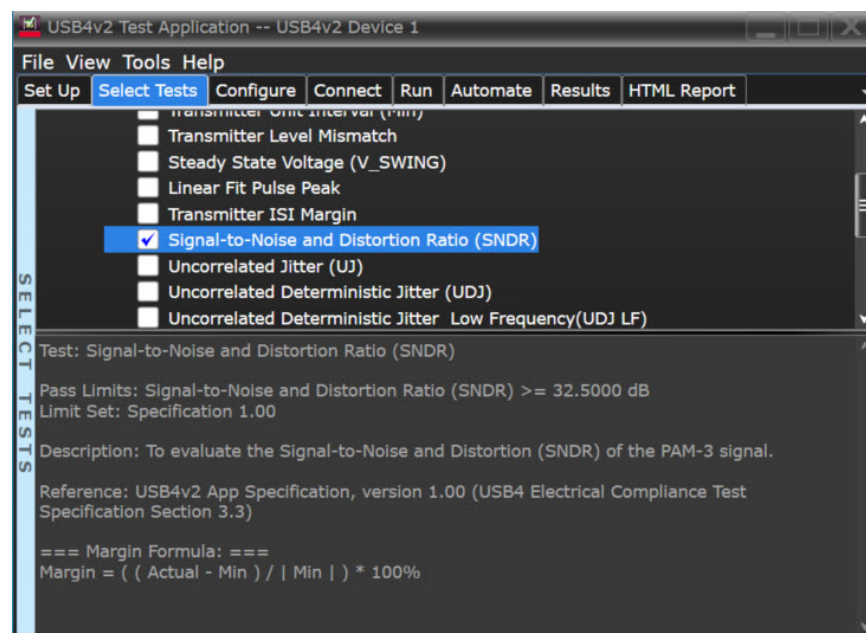 USB4v2 Test Application -- USB4v2 Device 1
File View Tools Help
Set Up Select Tests Configure Connect Run Automate Results HTML Report
Transmitter Unit Interval (Min)
Transmitter Level Mismatch
Steady State Voltage (V_SWING)
Linear Fit Pulse Peak
Transmitter ISI Margin
Signal-to-Noise and Distortion Ratio (SNDR)
Uncorrelated Jitter (UJ)
Uncorrelated Deterministic Jitter (UDJ)
Uncorrelated Deterministic Jitter Low Frequency(UDJ LF)
SELECT TESTS
Test: Signal-to-Noise and Distortion Ratio (SNDR)
Pass Limits: Signal-to-Noise and Distortion Ratio (SNDR) >= 32.5000 dB
Limit Set: Specification 1.00
Description: To evaluate the Signal-to-Noise and Distortion (SNDR) of the PAM-3 signal.
Reference: USB4v2 App Specification, version 1.00 (USB4 Electrical Compliance Test
Specification Section 3.3)
=== Margin Formula: ===
Margin = ( ( Actual - Min ) / | Min | ) * 100%